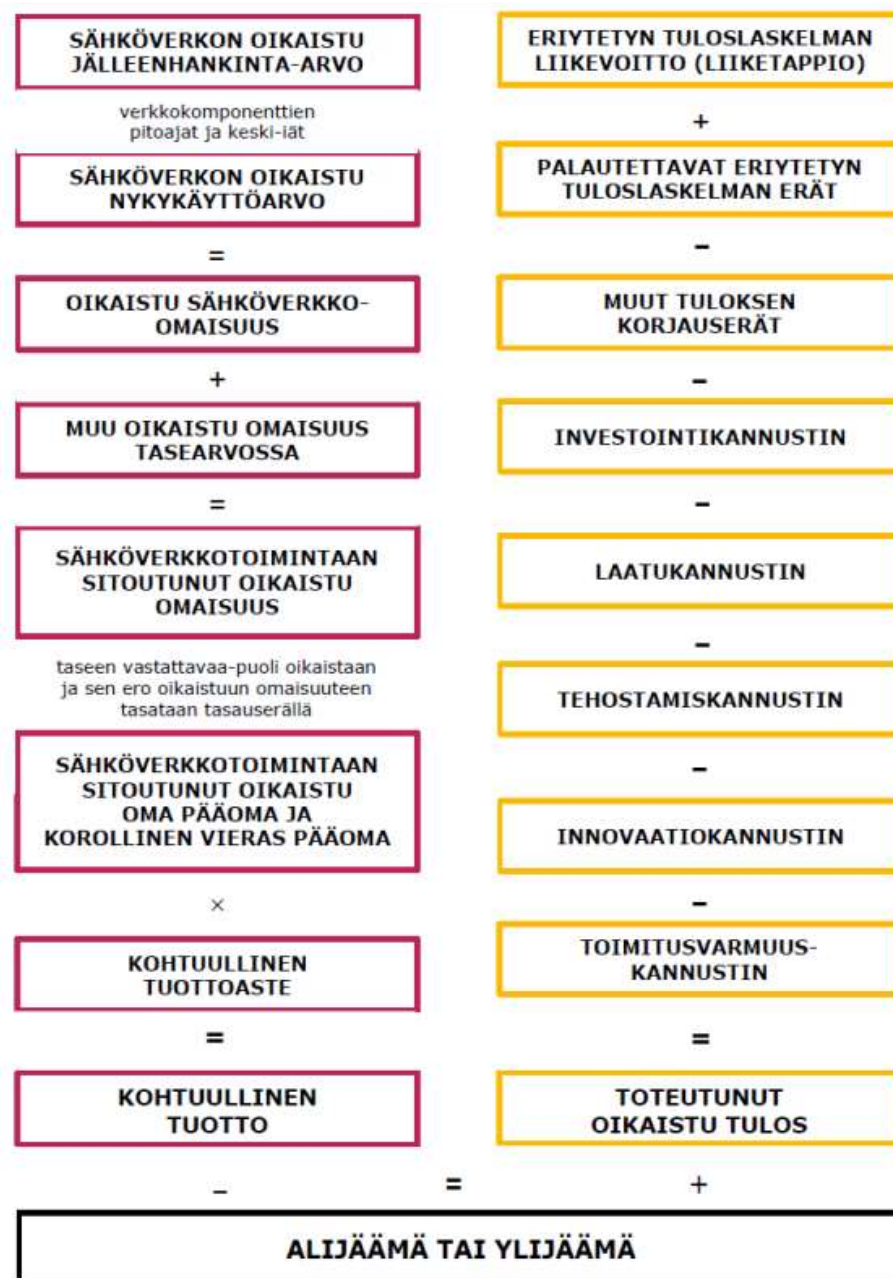 SÄHKÖVERKON OIKAISTU
JÄLLEENHANKINTA-ARVO
verkkokomponenttien
pitoajat ja keski-iät
SÄHKÖVERKON OIKAISTU
NYKYKÄYTTÖARVO
=
OIKAISTU SÄHKÖVERKKO-
OMAISUUS
+
MUU OIKAISTU OMAISUUS
TASEARVOSSA
=
SÄHKÖVERKKOTOIMINTAAN
SITOUTUNUT OIKAISTU
OMAISUUS
taseen vastattavaa-puoli oikaistaan
ja sen ero oikaistuun omaisuuteen
tasataan tasauserällä
SÄHKÖVERKKOTOIMINTAAN
SITOUTUNUT OIKAISTU
OMA PÄÄOMA JA
KOROLLINEN VIERAS PÄÄOMA
×
KOHTUULLINEN
TUOTTOASTE
=
KOHTUULLINEN
TUOTTO
–
ERIYTETYN TULOSLASKELMAN
LIIKEVOITTO (LIIKETAPPIO)
+
PALAUTETTAVAT ERIYTETYN
TULOSLASKELMAN ERÄT
–
MUUT TULOKSEN
KORJAUSERÄT
–
INVESTOINTIKANNUSTIN
–
LAATUKANNUSTIN
–
TEHOSTAMISKANNUSTIN
–
INNOVAATIOKANNUSTIN
–
TOIMITUSVARMUUS-
KANNUSTIN
=
TOTEUTUNUT
OIKAISTU TULOS
+
=
ALIJÄÄMÄ TAI YLIJÄÄMÄ